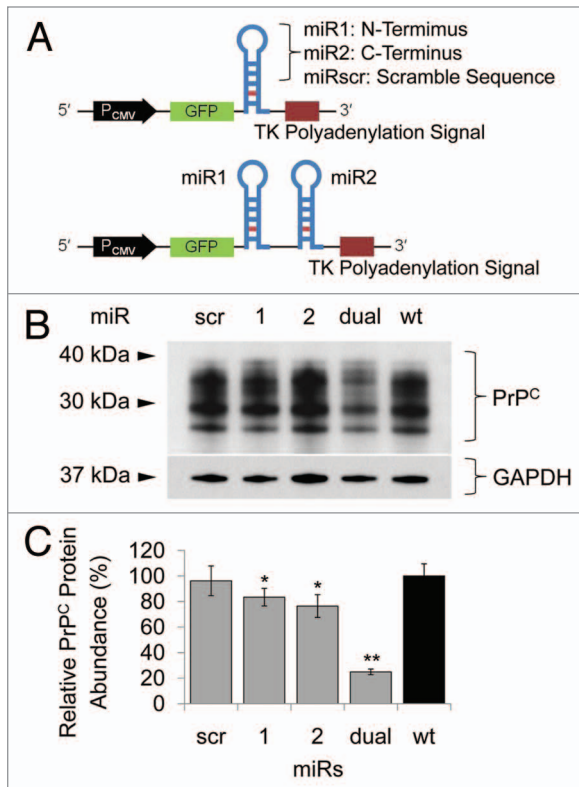 A
miR1: N-Termimus
miR2: C-Terminus
miRscr: Scramble Sequence
5′ PCMV GFP 3′
TK Polyadenylation Signal
miR1 miR2
5′ PCMV GFP 3′
TK Polyadenylation Signal
B
miR scr 1 2 dual wt
40 kDa
30 kDa
PrPC
37 kDa
GAPDH
C
Relative PrPC Protein
Abundance (%)
120
100
80
60
40
20
0
* * **
scr 1 2 dual wt
miRs